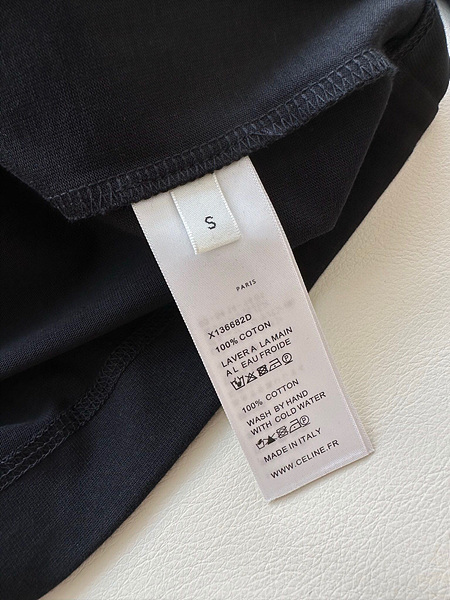 S
PARIS
X136682D
100% COTON
LAVER A LA MAIN
A L EAU FROIDE
100% COTTON
WASH BY HAND
WITH COLD WATER
MADE IN ITALY
WWW.CELINE.FR